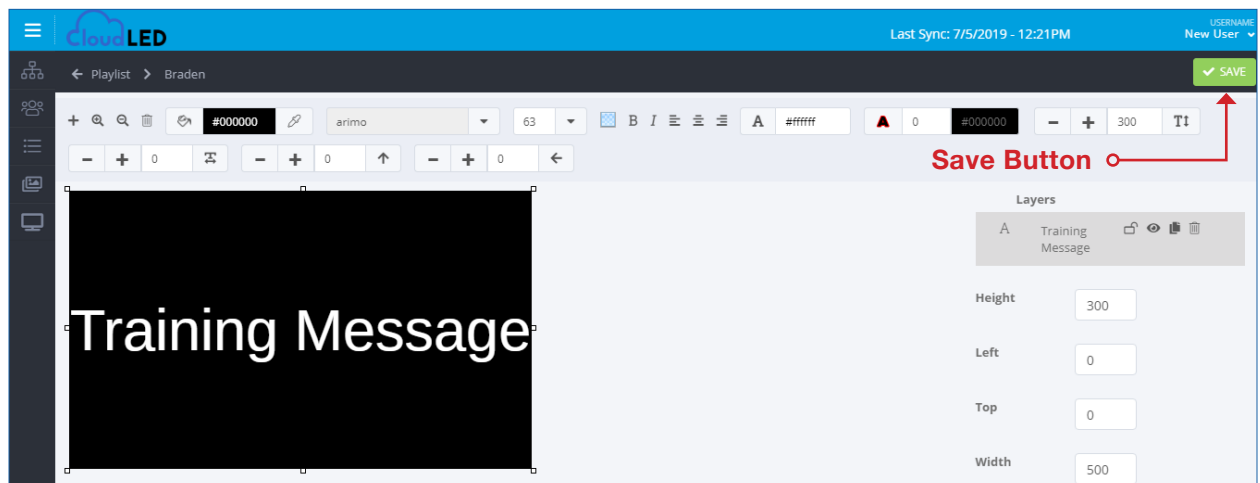 CloudLED
Last Sync: 7/5/2019 - 12:21PM
USERNAME
New User
Playlist
Braden
SAVE
#000000
arimo
63
B I
A
#ffffff
A
0
#000000
300
T
0
0
0
Save Button
Training Message
Layers
A
Training
Message
Height
300
Left
0
Top
0
Width
500